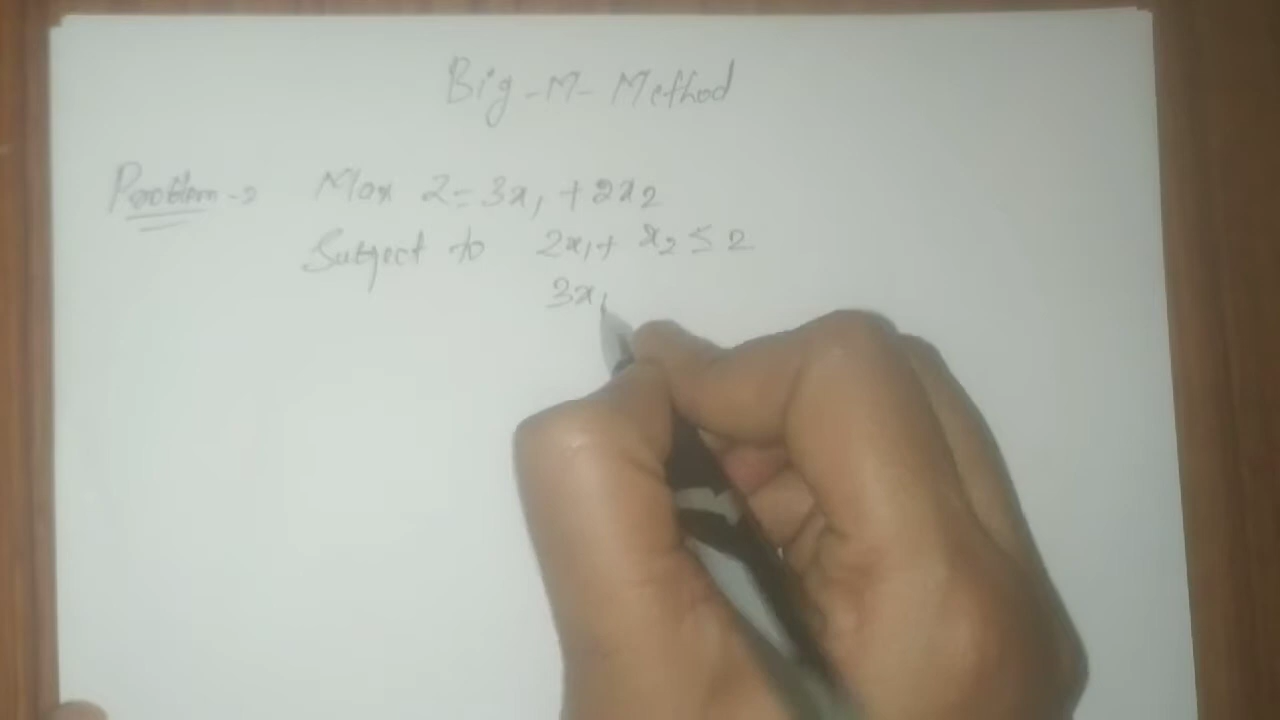 Big-M-Method
Problem-2 Max Z=3x₁+2x₂
Subject to 2x₁+x₂≤2
3x₁